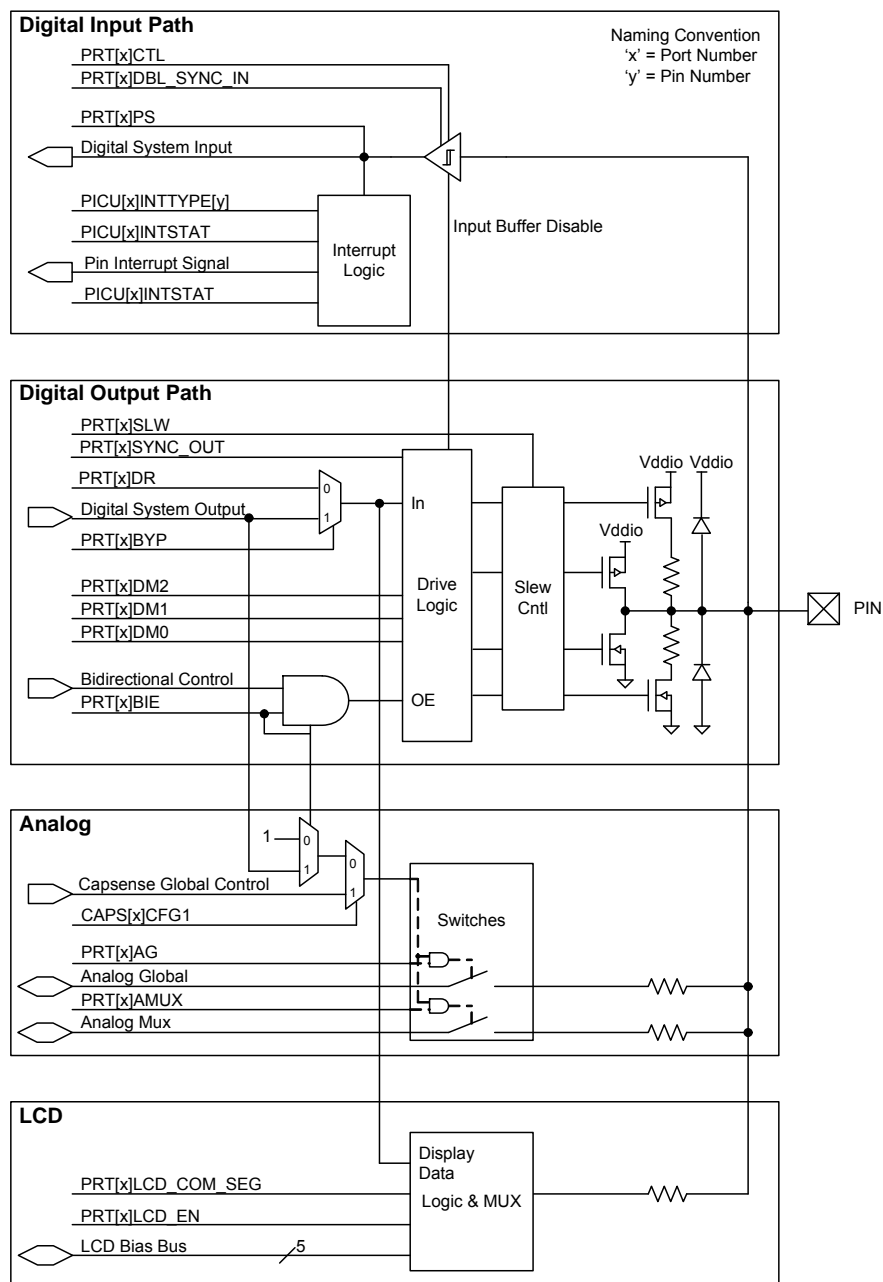 Digital Input Path
Naming Convention
'x' = Port Number
'y' = Pin Number
PRT[x]CTL
PRT[x]DBL_SYNC_IN
PRT[x]PS
Digital System Input
PICU[x]INTTYPE[y]
PICU[x]INTSTAT
Pin Interrupt Signal
PICU[x]INTSTAT
Interrupt
Logic
Input Buffer Disable
Digital Output Path
PRT[x]SLW
PRT[x]SYNC_OUT
PRT[x]DR
Digital System Output
PRT[x]BYP
0
1
PRT[x]DM2
PRT[x]DM1
PRT[x]DM0
Bidirectional Control
PRT[x]BIE
In
Drive
Logic
OE
Slew
Cntl
Vddio
Vddio
Vddio
PIN
Analog
1
0
1
0
1
Capsense Global Control
CAPS[x]CFG1
Switches
PRT[x]AG
Analog Global
PRT[x]AMUX
Analog Mux
LCD
Display
Data
Logic & MUX
PRT[x]LCD_COM_SEG
PRT[x]LCD_EN
LCD Bias Bus
5